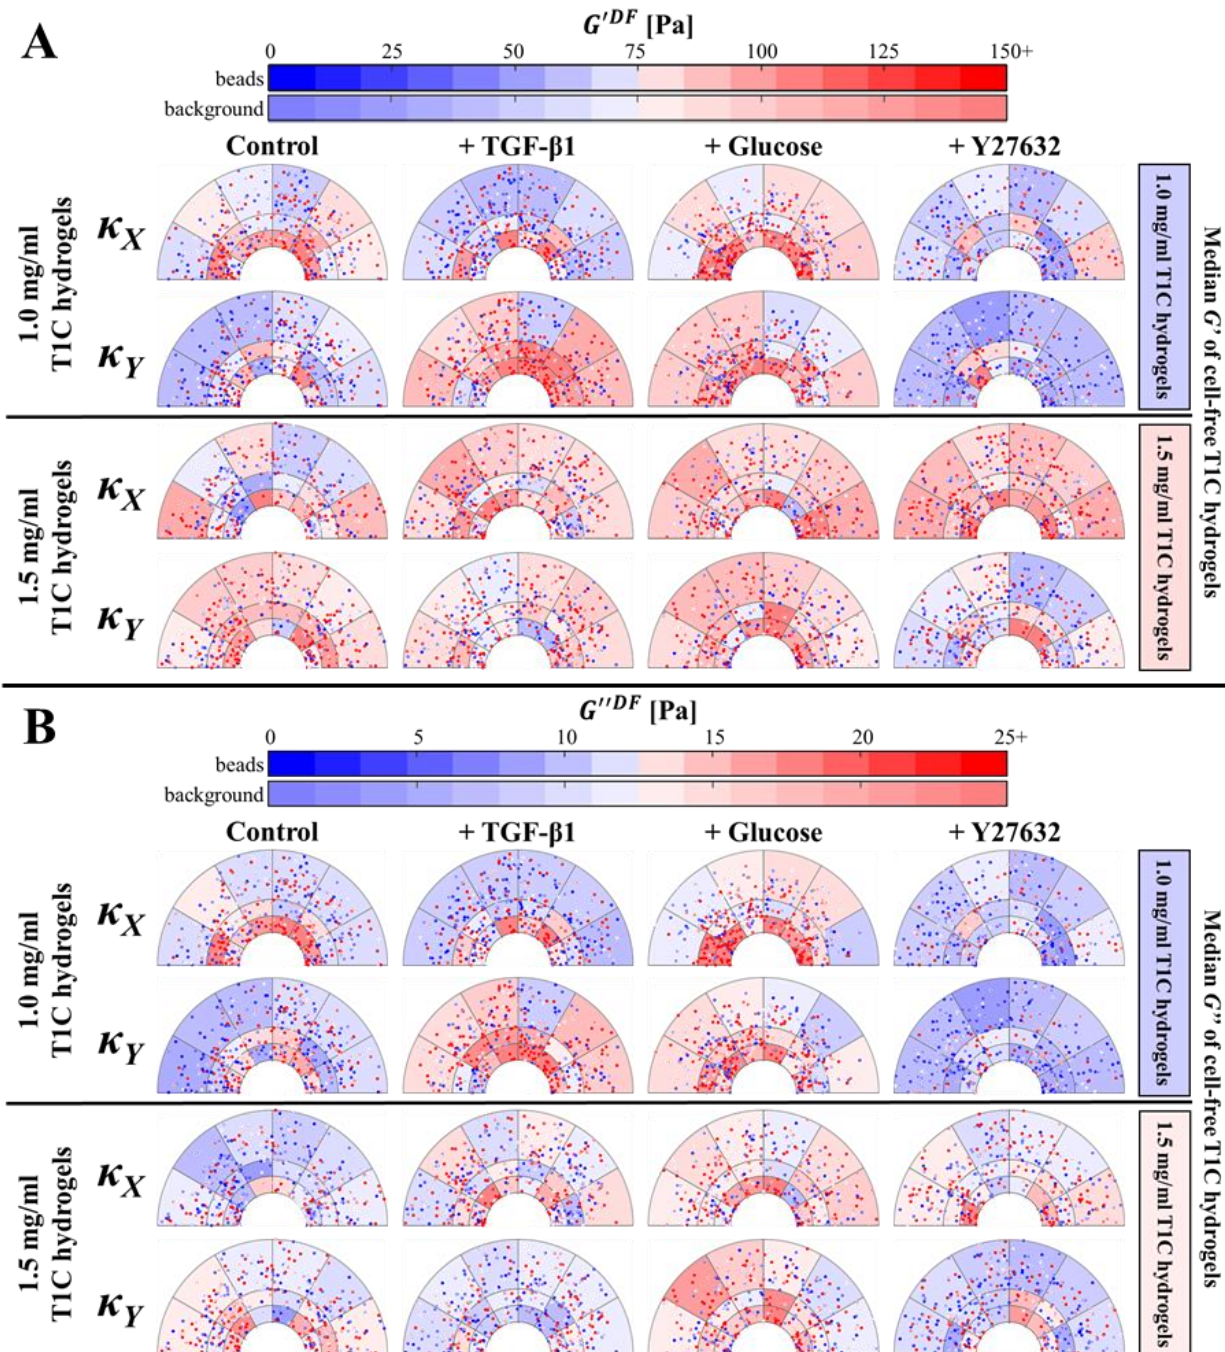 A
G′ᴰᶠ [Pa]
0 25 50 75 100 125 150+
beads
background
Control + TGF-β1 + Glucose + Y27632
1.0 mg/ml
T1C hydrogels
κX
κY
1.0 mg/ml T1C hydrogels
1.5 mg/ml
T1C hydrogels
κX
κY
1.5 mg/ml T1C hydrogels
Median G’ of cell-free T1C hydrogels
B
G′′ᴰᶠ [Pa]
0 5 10 15 20 25+
beads
background
Control + TGF-β1 + Glucose + Y27632
1.0 mg/ml
T1C hydrogels
κX
κY
1.0 mg/ml T1C hydrogels
1.5 mg/ml
T1C hydrogels
κX
κY
1.5 mg/ml T1C hydrogels
Median G’’ of cell-free T1C hydrogels